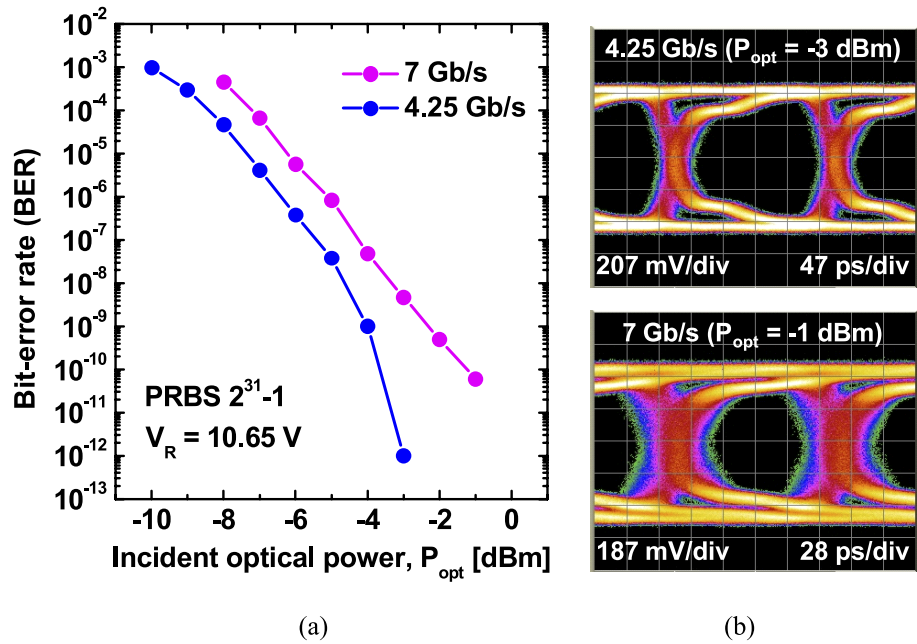 Bit-error rate (BER)
10⁻²
10⁻³
10⁻⁴
10⁻⁵
10⁻⁶
10⁻⁷
10⁻⁸
10⁻⁹
10⁻¹⁰
10⁻¹¹
10⁻¹²
10⁻¹³
7 Gb/s
4.25 Gb/s
PRBS 2³¹-1
V_R = 10.65 V
-10 -8 -6 -4 -2 0
Incident optical power, P_opt [dBm]
(a)
4.25 Gb/s (P_opt = -3 dBm)
207 mV/div 47 ps/div
7 Gb/s (P_opt = -1 dBm)
187 mV/div 28 ps/div
(b)